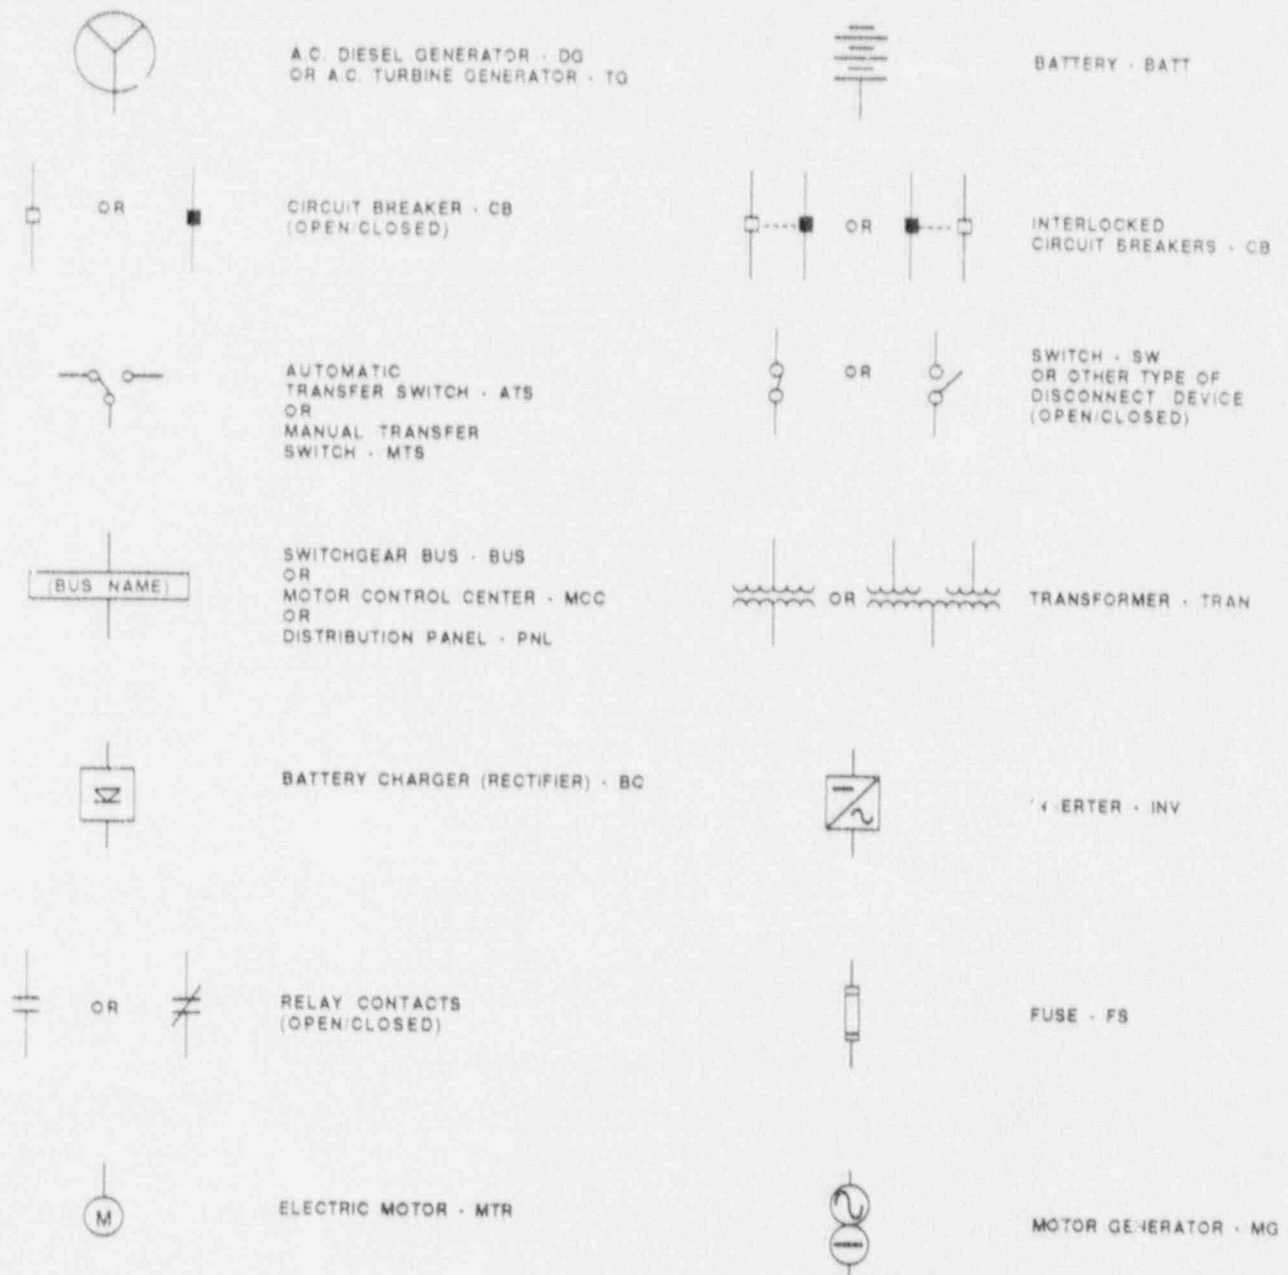 A.C. DIESEL GENERATOR - DG
OR A.C. TURBINE GENERATOR - TG
BATTERY - BATT
OR
CIRCUIT BREAKER - CB
(OPEN/CLOSED)
OR
INTERLOCKED
CIRCUIT BREAKERS - CB
AUTOMATIC
TRANSFER SWITCH - ATS
OR
MANUAL TRANSFER
SWITCH - MTS
OR
SWITCH - SW
OR OTHER TYPE OF
DISCONNECT DEVICE
(OPEN/CLOSED)
(BUS NAME)
SWITCHGEAR BUS - BUS
OR
MOTOR CONTROL CENTER - MCC
OR
DISTRIBUTION PANEL - PNL
OR
TRANSFORMER - TRAN
BATTERY CHARGER (RECTIFIER) - BC
ERTER - INV
OR
RELAY CONTACTS
(OPEN/CLOSED)
FUSE - FS
M
ELECTRIC MOTOR - MTR
MOTOR GENERATOR - MG